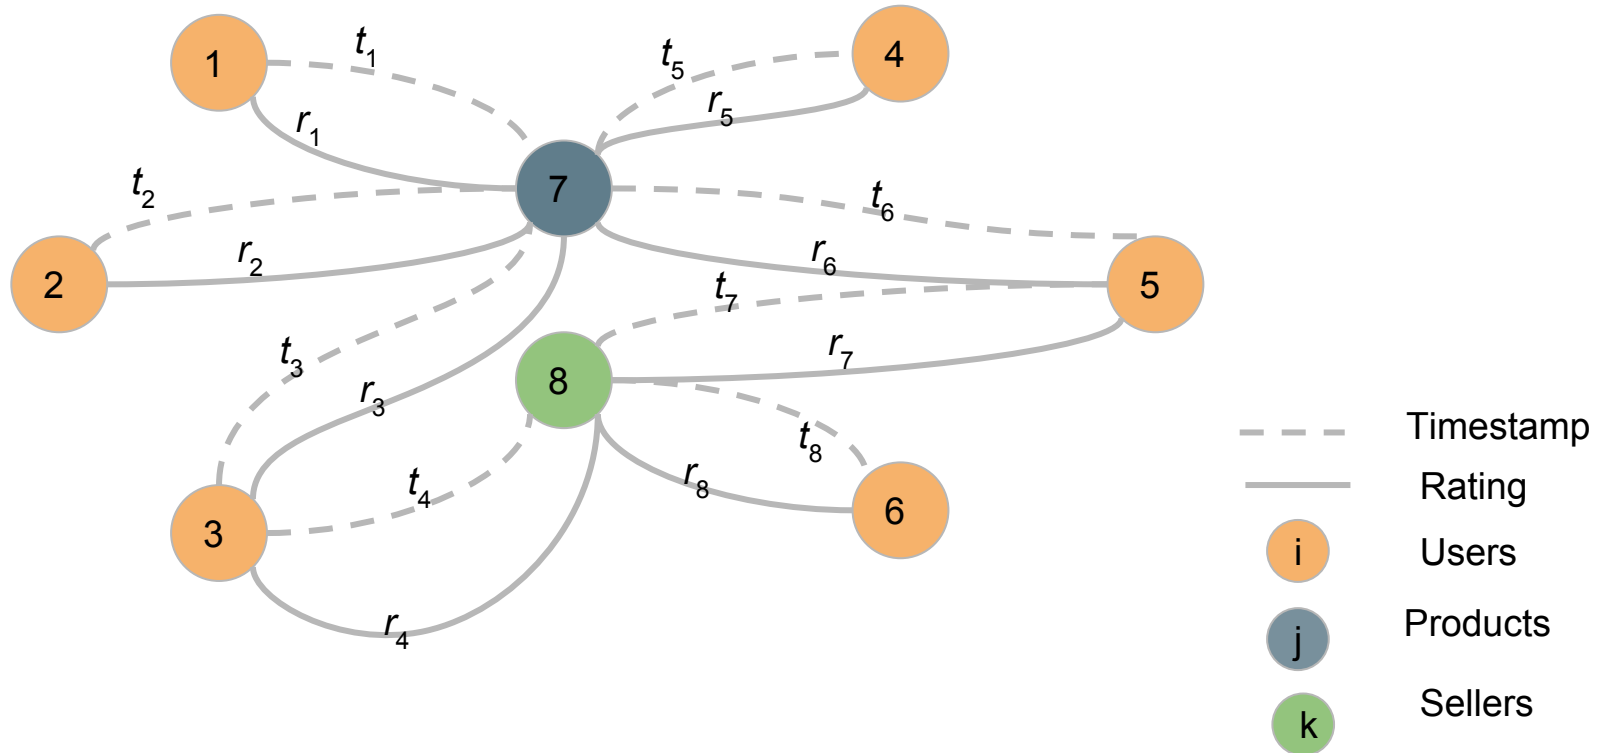 1
t1
t5
4
r5
r1
7
t2
t6
r2
r6
2
t7
5
t3
r7
8
r3
Timestamp
t8
t4
r8
Rating
6
3
i
Users
r4
Products
j
Sellers
k